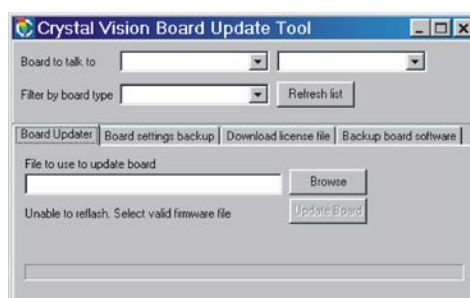 Crystal Vision Board Update Tool
Board to talk to
Filter by board type Refresh list
Board Updater Board settings backup Download license file Backup board software
File to use to update board
Browse
Unable to reflash. Select valid firmware file Update Board